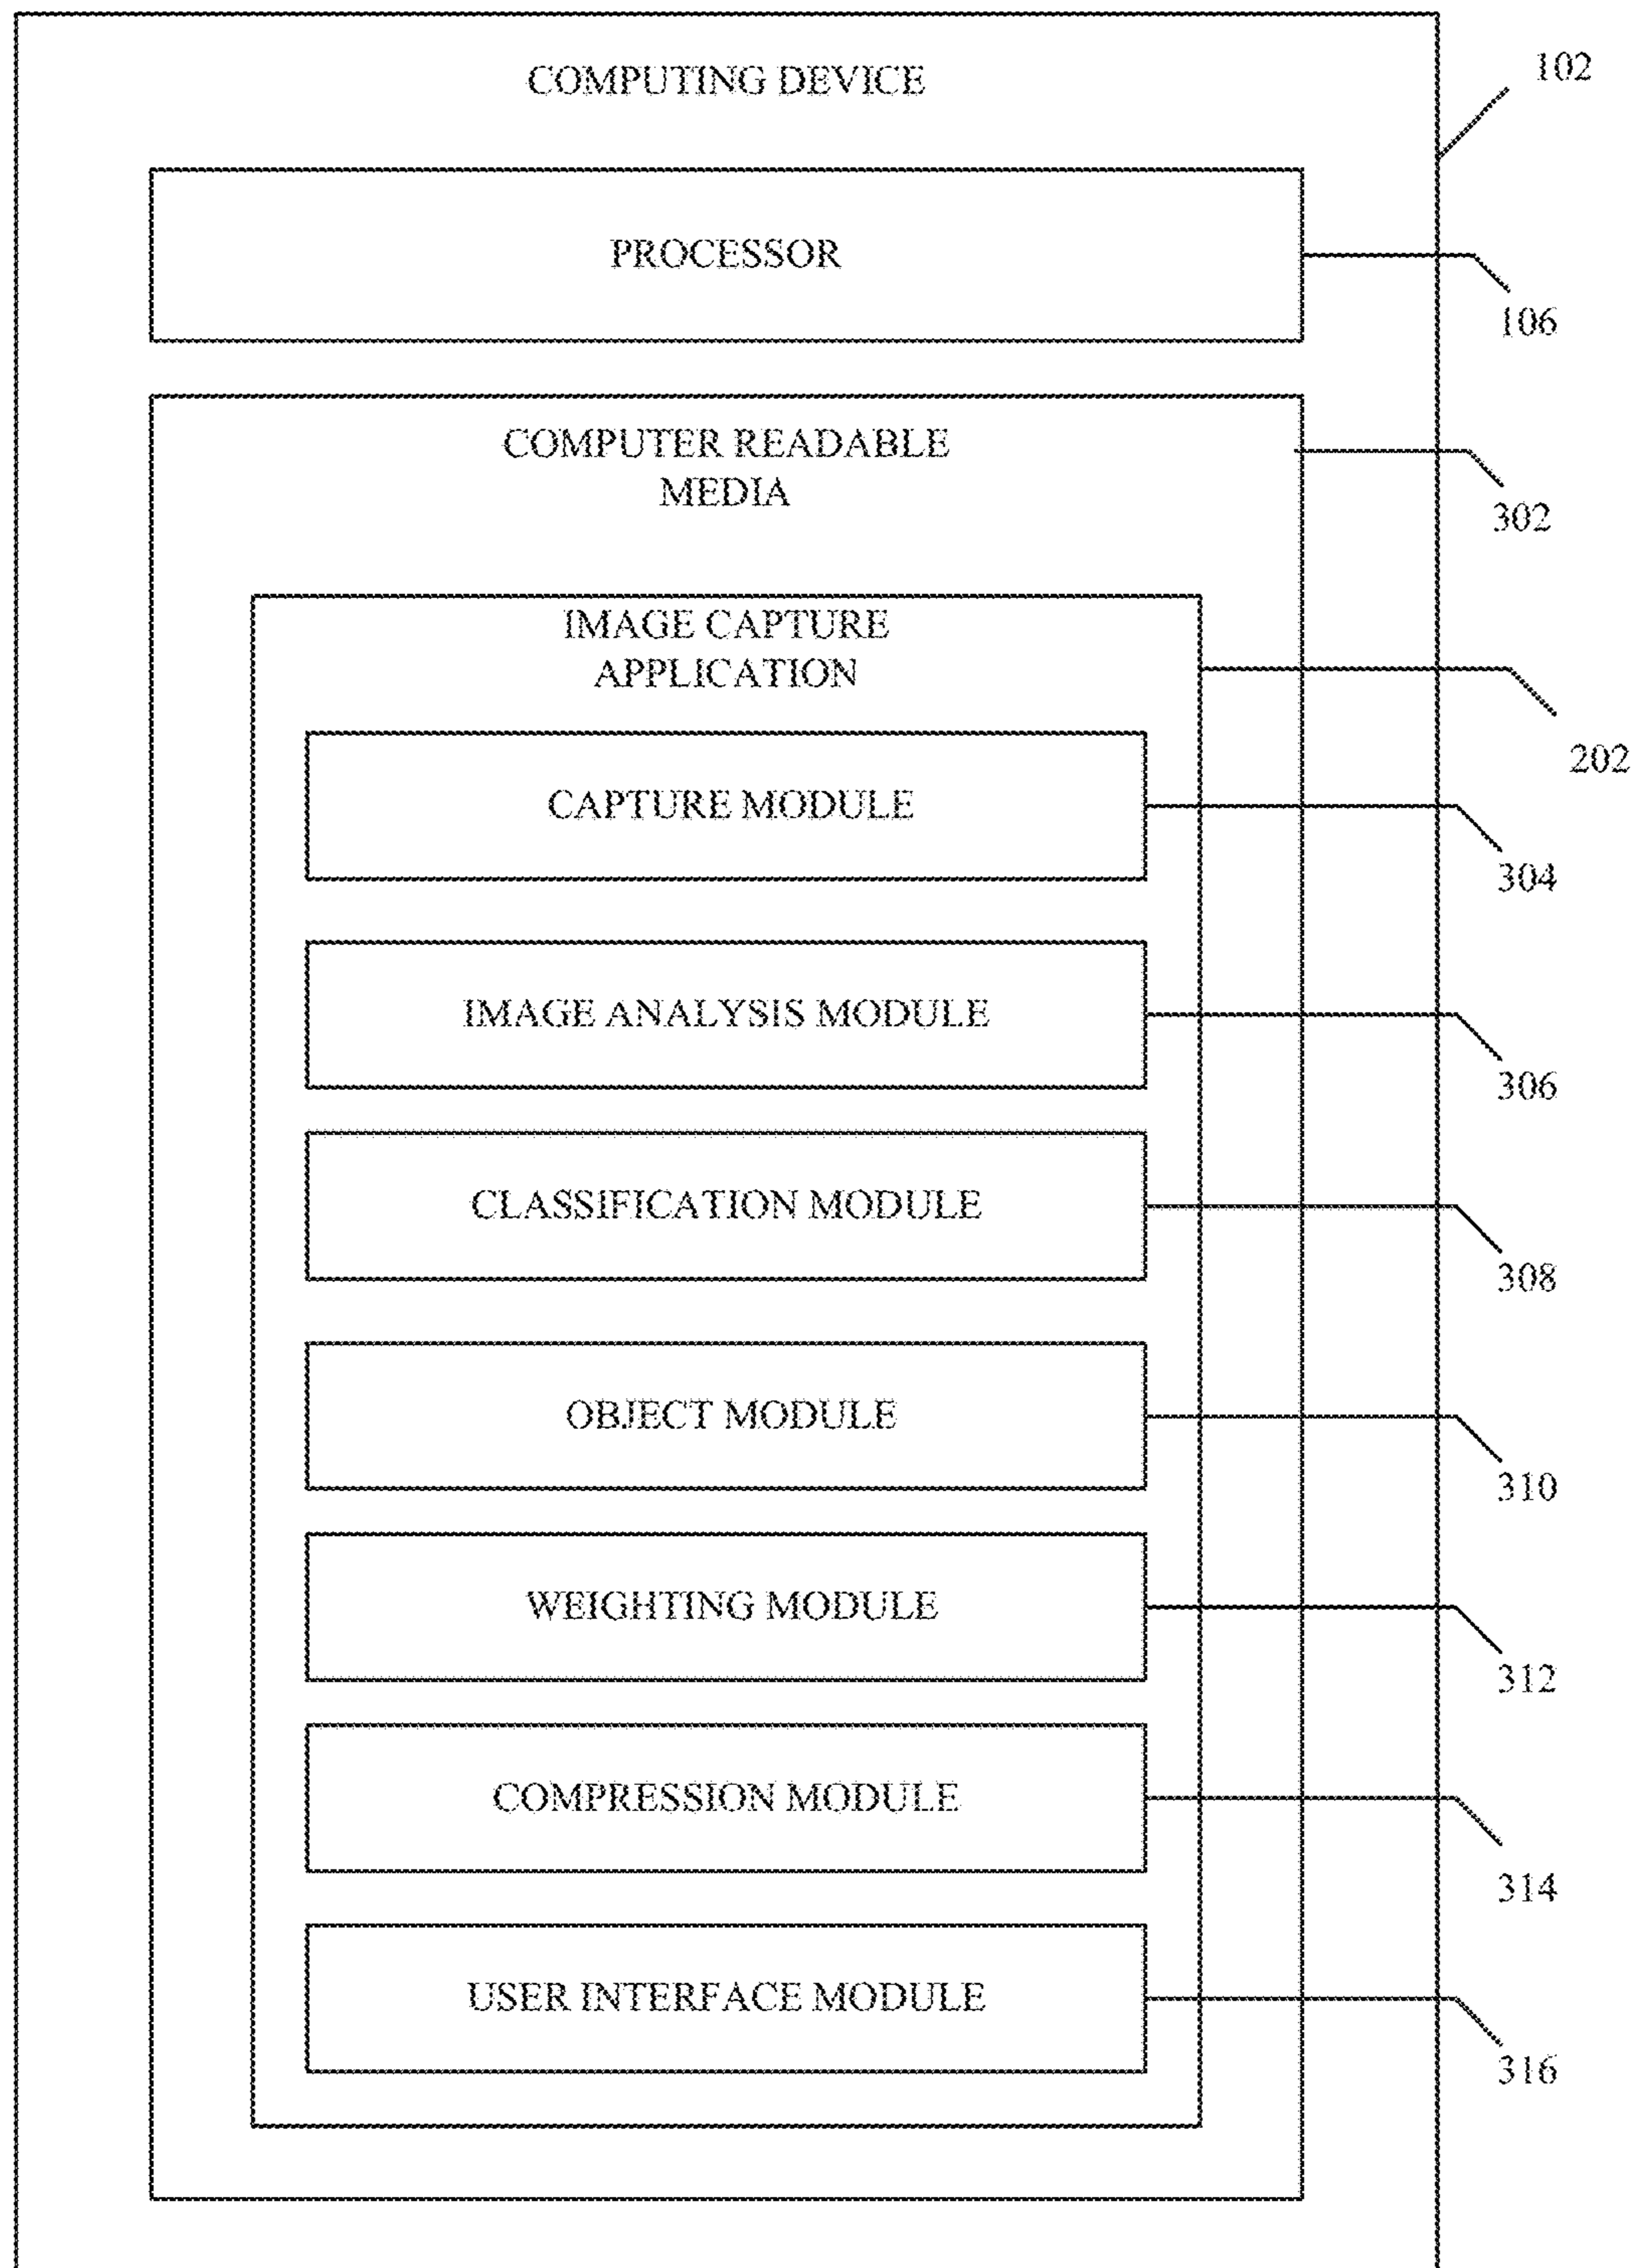 COMPUTING DEVICE
102
PROCESSOR
106
COMPUTER READABLE
MEDIA
302
IMAGE CAPTURE
APPLICATION
202
CAPTURE MODULE
304
IMAGE ANALYSIS MODULE
306
CLASSIFICATION MODULE
308
OBJECT MODULE
310
WEIGHTING MODULE
312
COMPRESSION MODULE
314
USER INTERFACE MODULE
316